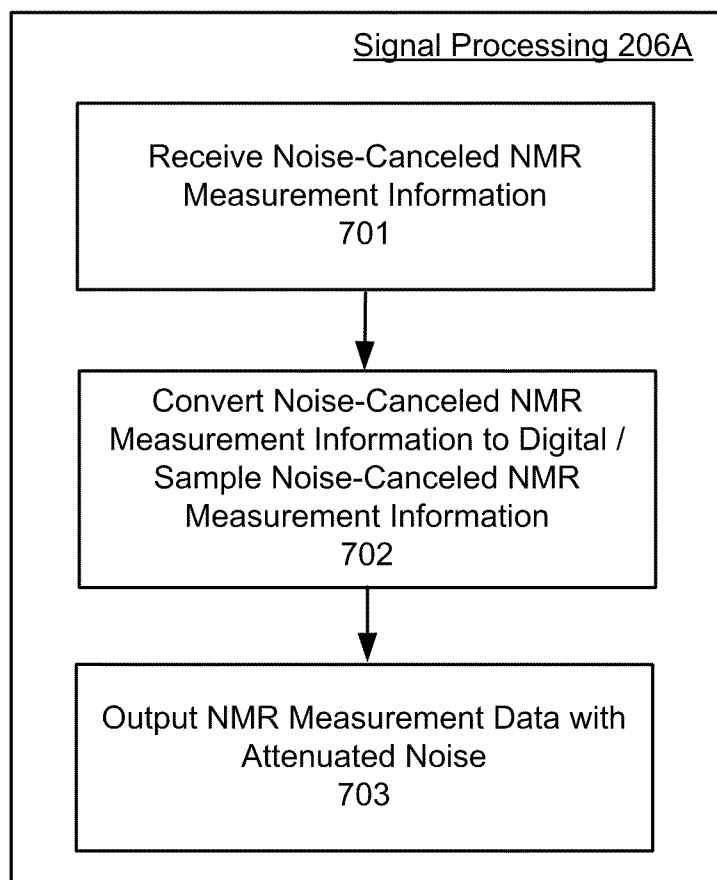 Signal Processing 206A
Receive Noise-Canceled NMR
Measurement Information
701
Convert Noise-Canceled NMR
Measurement Information to Digital /
Sample Noise-Canceled NMR
Measurement Information
702
Output NMR Measurement Data with
Attenuated Noise
703